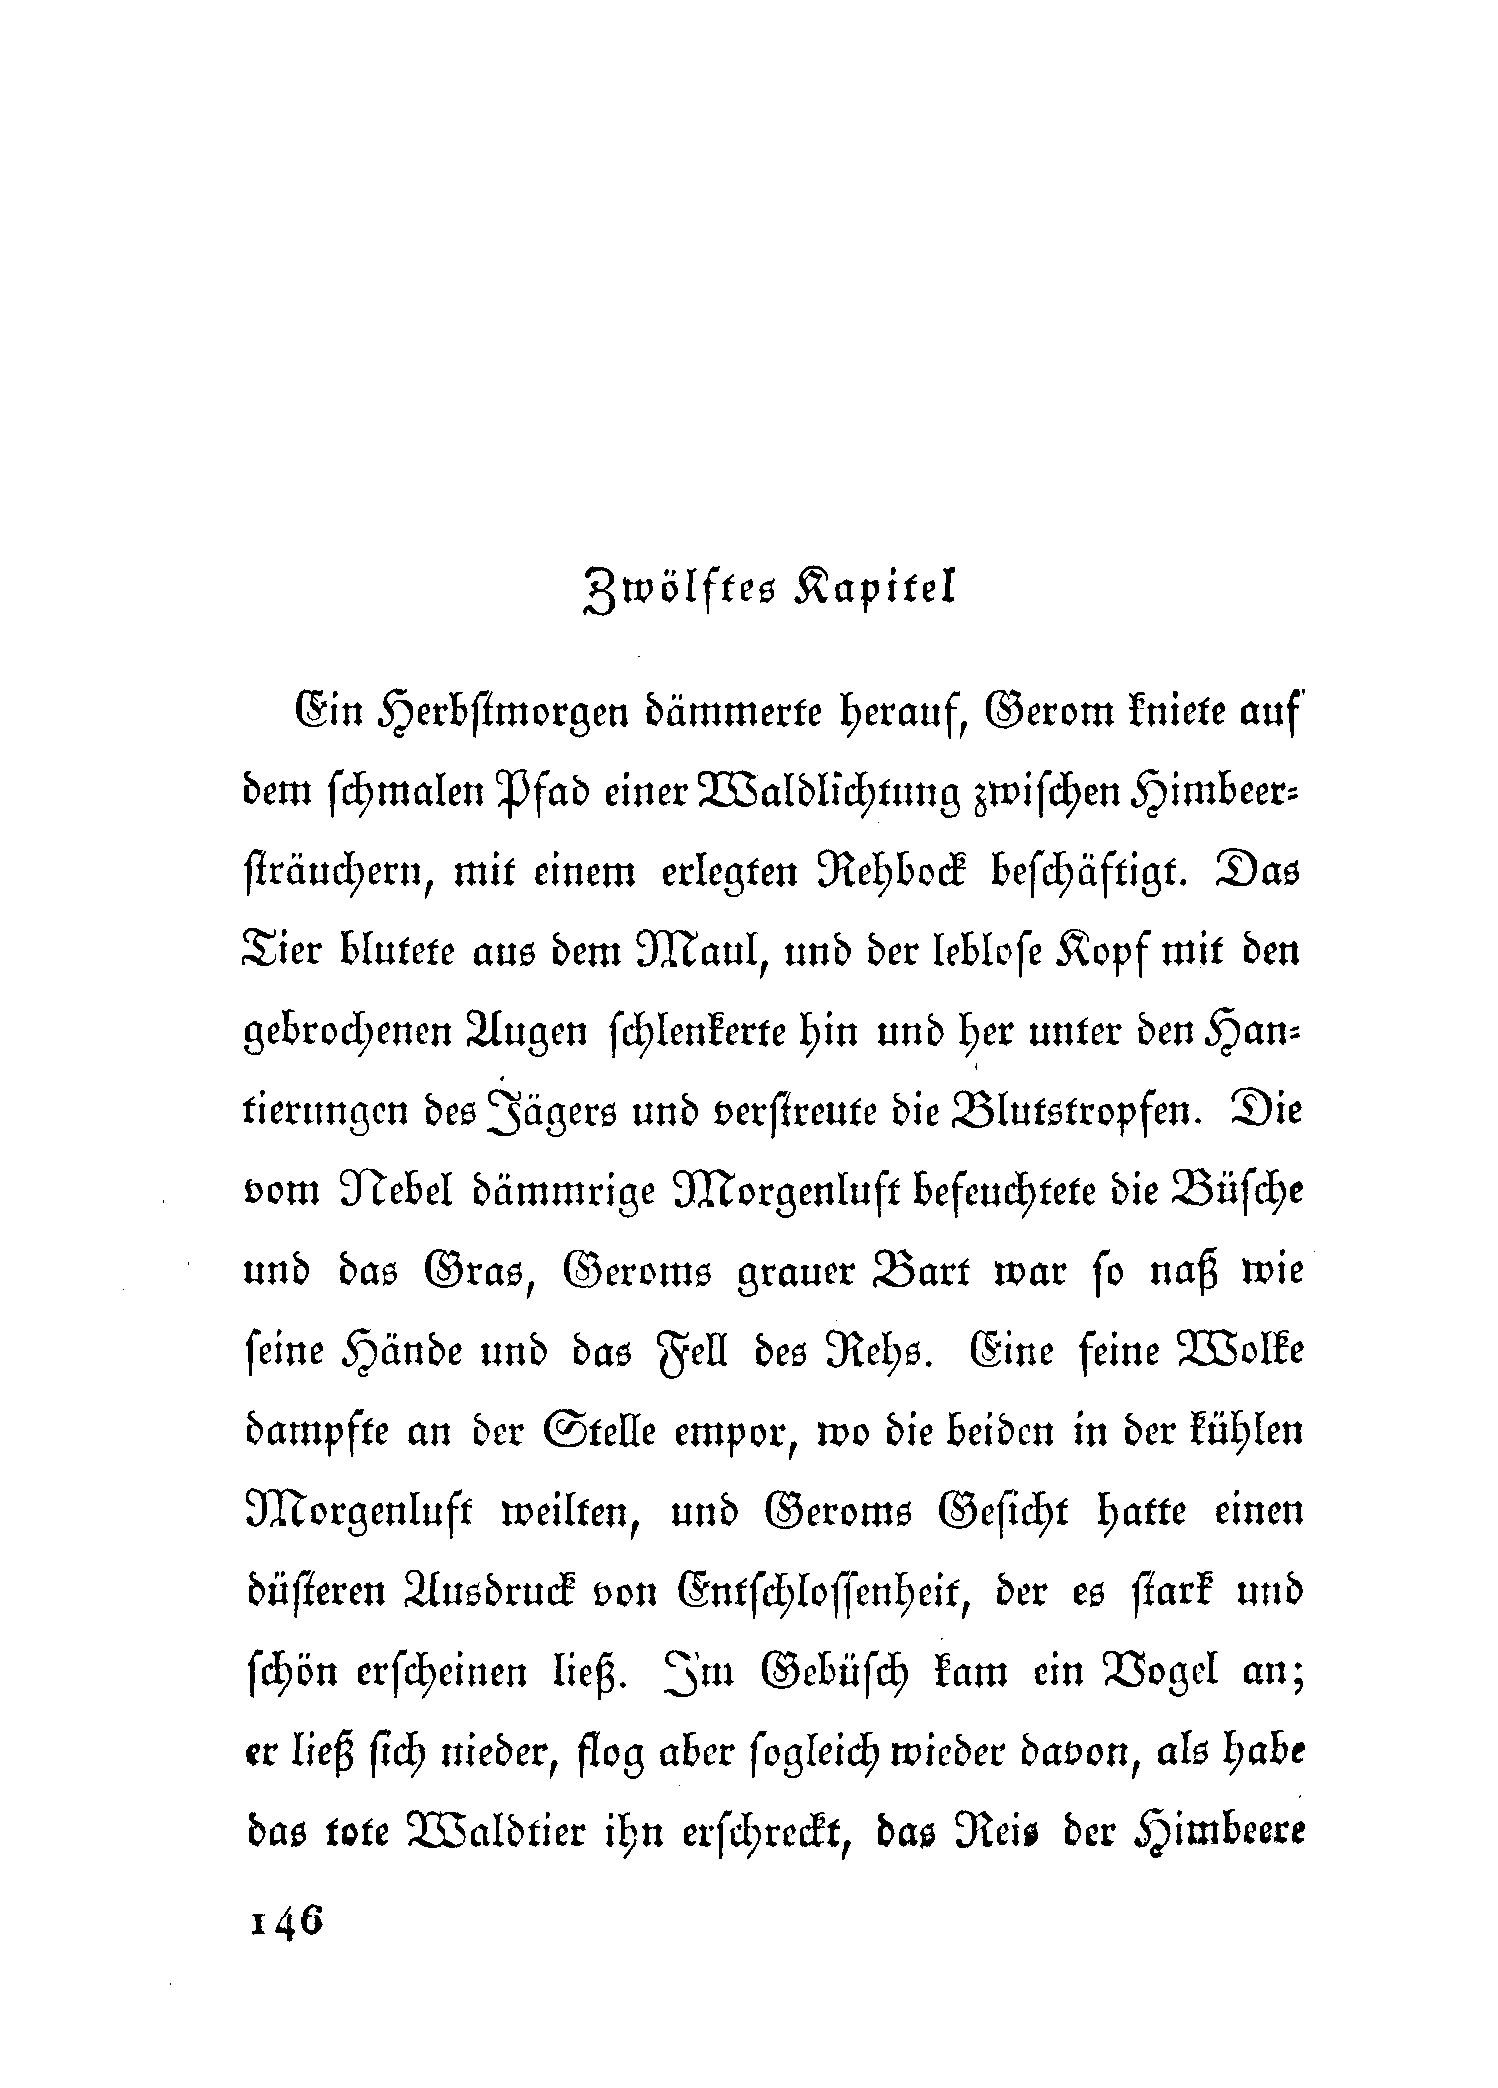 Zwölftes Kapitel
Ein Herbstmorgen dämmerte herauf, Gerom kniete auf
dem schmalen Pfad einer Waldlichtung zwischen Himbeer-
sträuchern, mit einem erlegten Rehbock beschäftigt. Das
Tier blutete aus dem Maul, und der leblose Kopf mit den
gebrochenen Augen schlenkerte hin und her unter den Han-
tierungen des Jägers und verstreute die Blutstropfen. Die
vom Nebel dämmrige Morgenluft befeuchtete die Büsche
und das Gras, Geroms grauer Bart war so naß wie
seine Hände und das Fell des Rehs. Eine feine Wolke
dampfte an der Stelle empor, wo die beiden in der kühlen
Morgenluft weilten, und Geroms Gesicht hatte einen
düsteren Ausdruck von Entschlossenheit, der es stark und
schön erscheinen ließ. Im Gebüsch kam ein Vogel an;
er ließ sich nieder, flog aber sogleich wieder davon, als habe
das tote Waldtier ihn erschreckt, das Reis der Himbeere
146